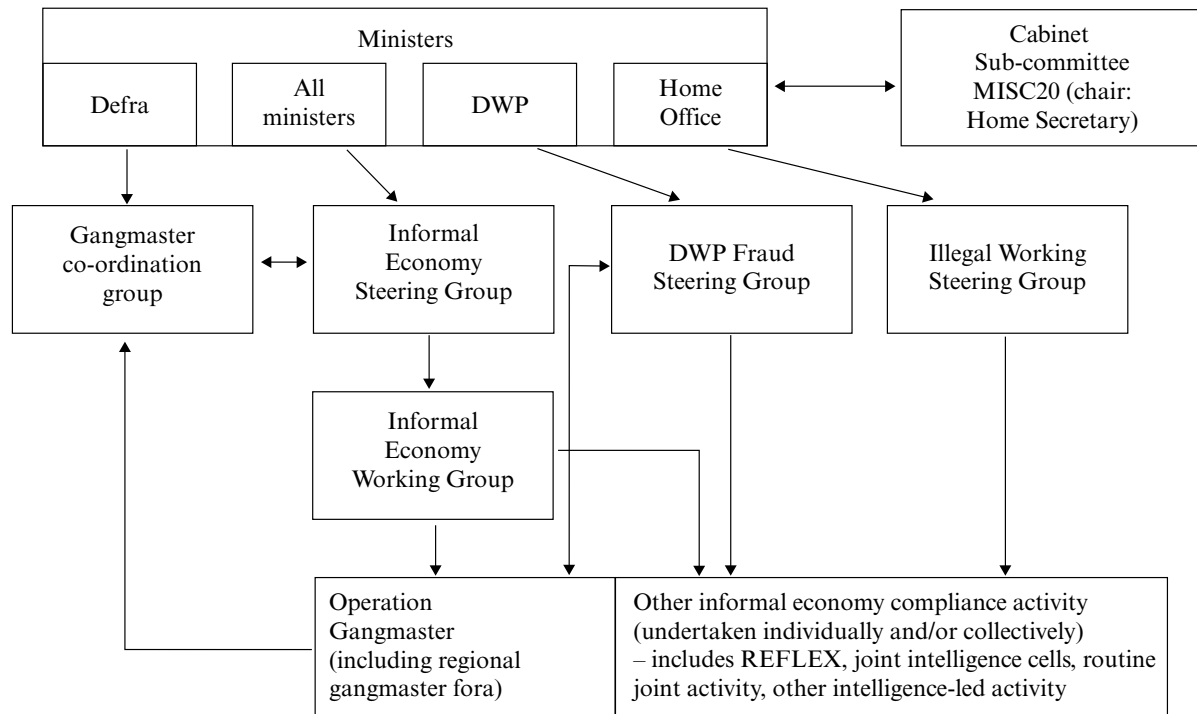 Ministers
Defra
All
ministers
DWP
Home
Office
Cabinet
Sub-committee
MISC20 (chair:
Home Secretary)
Gangmaster
co-ordination
group
Informal
Economy
Steering Group
DWP Fraud
Steering Group
Illegal Working
Steering Group
Informal
Economy
Working Group
Operation
Gangmaster
(including regional
gangmaster fora)
Other informal economy compliance activity
(undertaken individually and/or collectively)
– includes REFLEX, joint intelligence cells, routine
joint activity, other intelligence-led activity